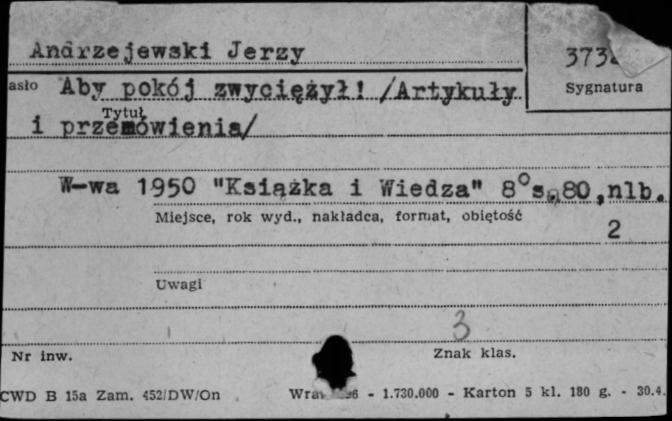 Andrzejewski Jerzy
373
asło Aby pokój zwyciężył! /Artykuły
Sygnatura
Tytuł
i przemówienia/
W-wa 1950 "Książka i Wiedza" 8° s. 80, nlb.
Miejsce, rok wyd., nakładca, format, obiętość
2
Uwagi
3
Nr inw.
Znak klas.
CWD B 15a Zam. 452/DW/On - 1.730.000 - Karton 5 kl. 180 g. - 30.4.